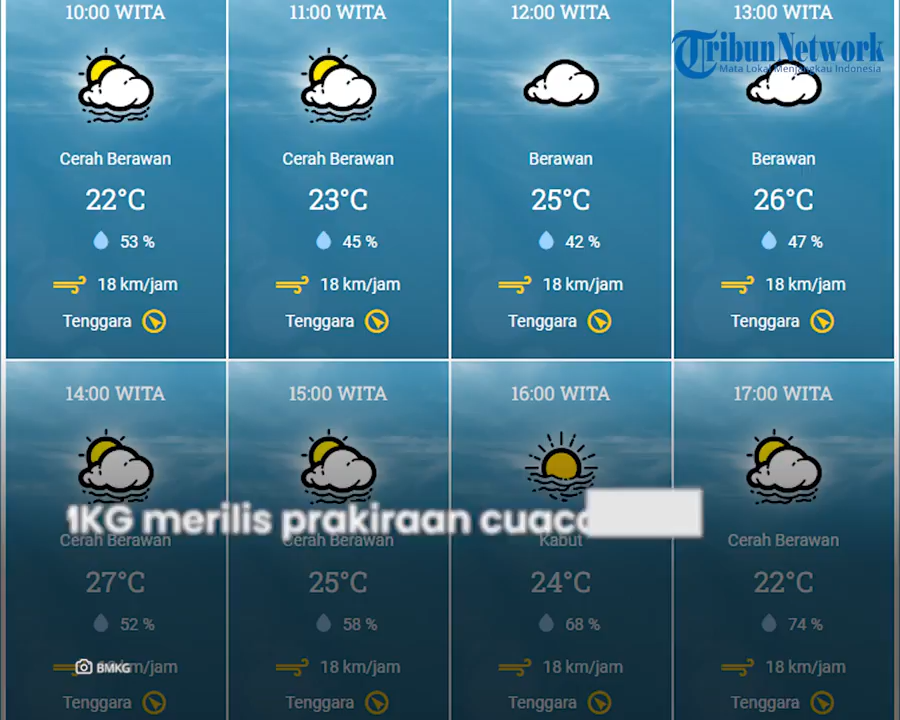 10:00 WITA 11:00 WITA 12:00 WITA 13:00 WITA
Tribun Network
Mata Lokal Menjangkau Indonesia
Cerah Berawan Cerah Berawan Berawan Berawan
22°C 23°C 25°C 26°C
53 % 45 % 42 % 47 %
18 km/jam 18 km/jam 18 km/jam 18 km/jam
Tenggara Tenggara Tenggara Tenggara
14:00 WITA 15:00 WITA 16:00 WITA 17:00 WITA
merilis prakiraan
Cerah Berawan Cerah Berawan Kabut Cerah Berawan
27°C 25°C 24°C 22°C
52 % 58 % 68 % 74 %
BMKG km/jam 18 km/jam 18 km/jam 18 km/jam
Tenggara Tenggara Tenggara Tenggara